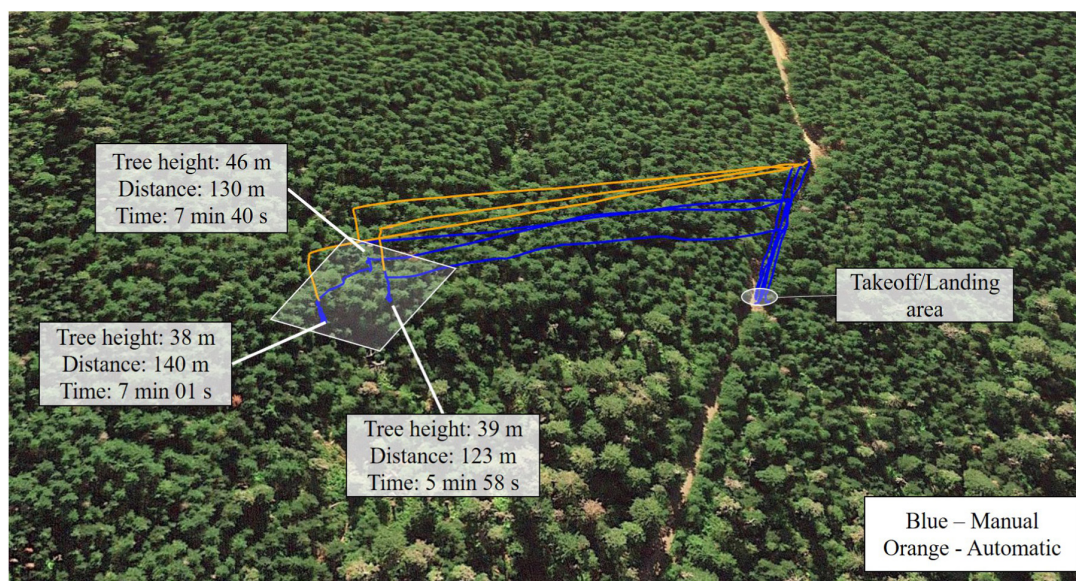 Tree height: 46 m
Distance: 130 m
Time: 7 min 40 s
Takeoff/Landing
area
Tree height: 38 m
Distance: 140 m
Time: 7 min 01 s
Tree height: 39 m
Distance: 123 m
Time: 5 min 58 s
Blue – Manual
Orange - Automatic